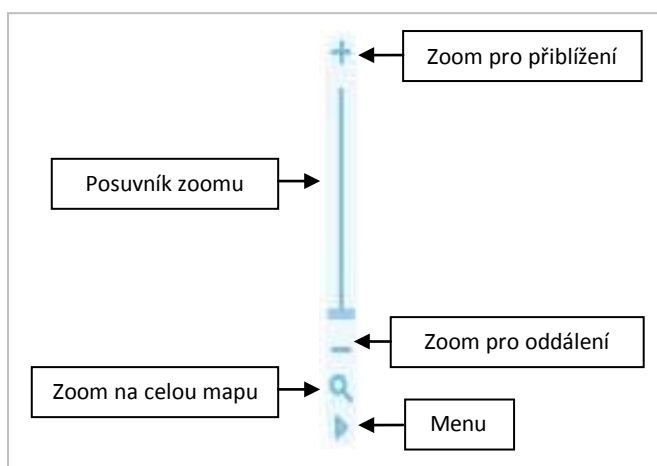 Zoom pro přiblížení
Posuvník zoomu
Zoom pro oddálení
Zoom na celou mapu
Menu